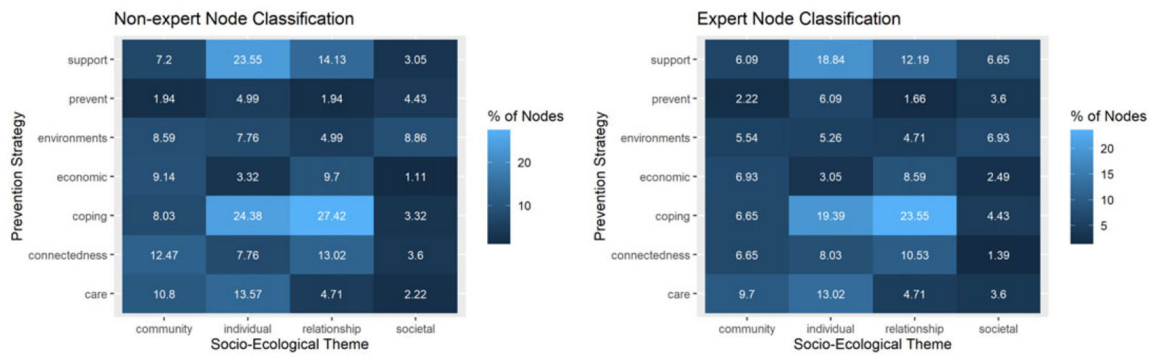 Non-expert Node Classification
Prevention Strategy
support 7.2 23.55 14.13 3.05
prevent 1.94 4.99 1.94 4.43
environments 8.59 7.76 4.99 8.86
economic 9.14 3.32 9.7 1.11
coping 8.03 24.38 27.42 3.32
connectedness 12.47 7.76 13.02 3.6
care 10.8 13.57 4.71 2.22
community individual relationship societal
Socio-Ecological Theme
% of Nodes
20
10
Expert Node Classification
Prevention Strategy
support 6.09 18.84 12.19 6.65
prevent 2.22 6.09 1.66 3.6
environments 5.54 5.26 4.71 6.93
economic 6.93 3.05 8.59 2.49
coping 6.65 19.39 23.55 4.43
connectedness 6.65 8.03 10.53 1.39
care 9.7 13.02 4.71 3.6
community individual relationship societal
Socio-Ecological Theme
% of Nodes
20
15
10
5